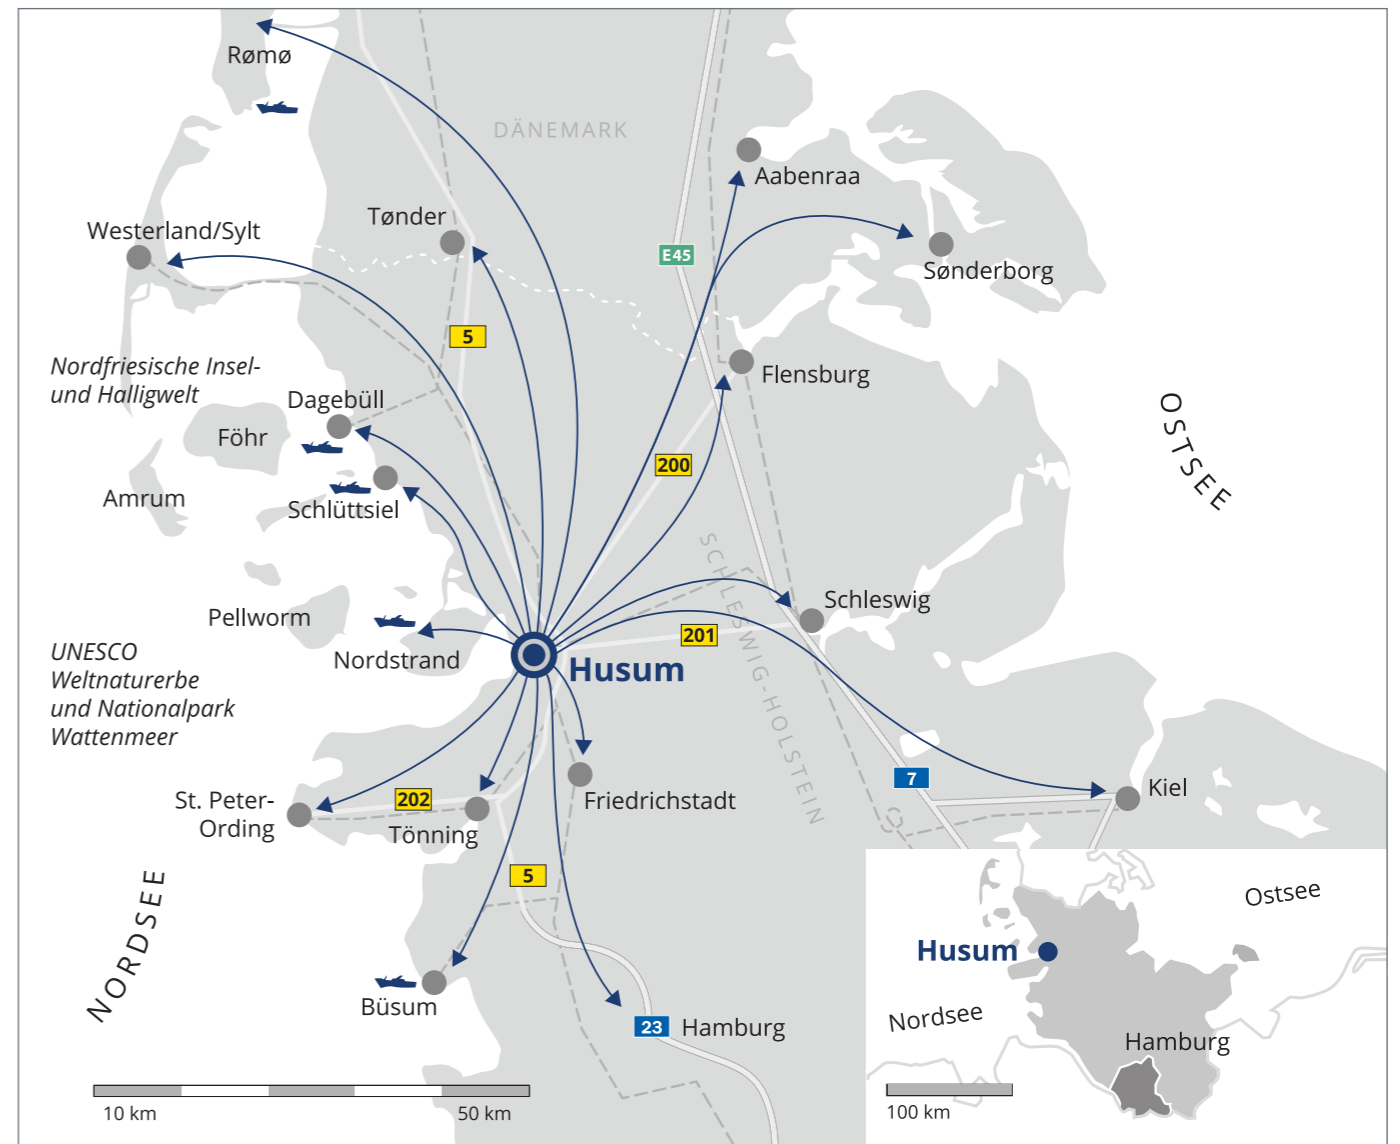 Rømø
DÄNEMARK
Aabenraa
Tønder
Westerland/Sylt
E45
Sønderborg
5
Nordfriesische Insel-
und Halligwelt
Flensburg
Dagebüll
OSTSEE
Föhr
200
Amrum
Schlüttsiel
SCHLESWIG-HOLSTEIN
Schleswig
Pellworm
201
Nordstrand
Husum
UNESCO
Weltnaturerbe
und Nationalpark
Wattenmeer
7
Kiel
St. Peter-
Ording
202
Friedrichstadt
Tönning
5
NORDSEE
Büsum
23
Hamburg
10 km
50 km
Ostsee
Husum
Nordsee
Hamburg
100 km